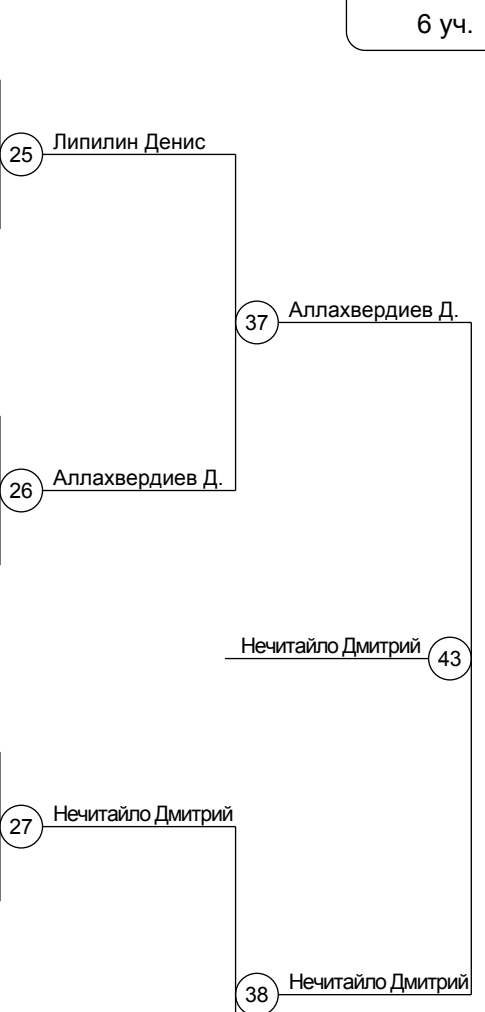 6 уч.
25 Липилин Денис
37 Аллахвердиев Д.
26 Аллахвердиев Д.
Нечитайло Дмитрий 43
27 Нечитайло Дмитрий
38 Нечитайло Дмитрий